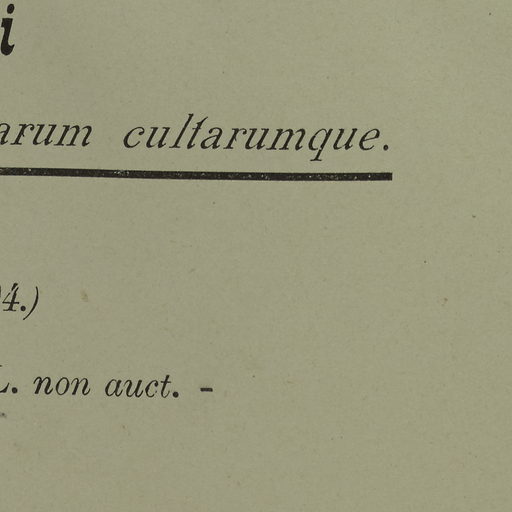 i
arum cultarumque.
4.)
L. non auct. -